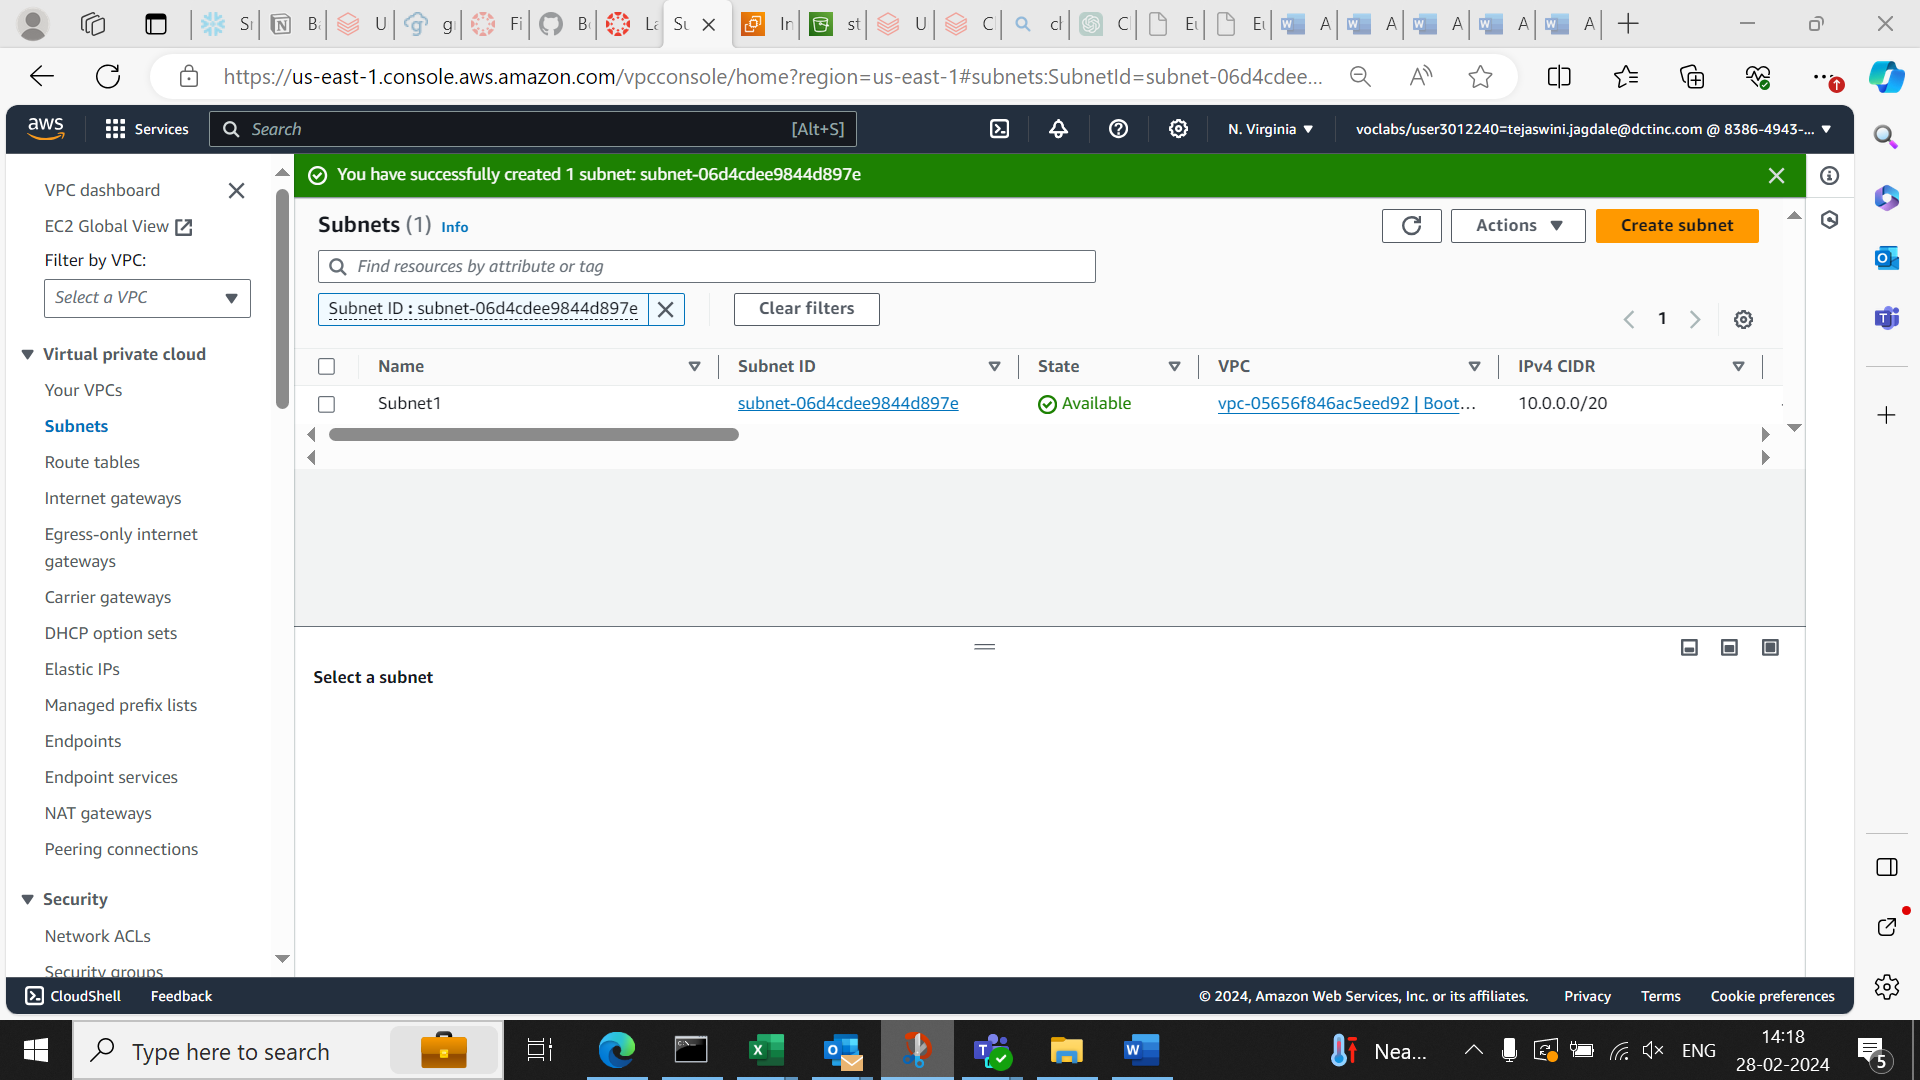 https://us-east-1.console.aws.amazon.com/vpcconsole/home?region=us-east-1#subnets:SubnetId=subnet-06d4cdee...
aws
Services
Search
[Alt+S]
N. Virginia
voclabs/user3012240=tejaswini.jagdale@dctinc.com @ 8386-4943-...
You have successfully created 1 subnet: subnet-06d4cdee9844d897e
VPC dashboard
EC2 Global View
Filter by VPC:
Select a VPC
Virtual private cloud
Your VPCs
Subnets
Route tables
Internet gateways
Egress-only internet
gateways
Carrier gateways
DHCP option sets
Elastic IPs
Managed prefix lists
Endpoints
Endpoint services
NAT gateways
Peering connections
Security
Network ACLs
Security groups
Subnets (1) Info
Actions
Create subnet
Find resources by attribute or tag
Subnet ID : subnet-06d4cdee9844d897e
Clear filters
1
Name Subnet ID State VPC IPv4 CIDR
Subnet1 subnet-06d4cdee9844d897e Available vpc-05656f846ac5eed92 | Boot... 10.0.0.0/20
Select a subnet
CloudShell Feedback
© 2024, Amazon Web Services, Inc. or its affiliates. Privacy Terms Cookie preferences
Type here to search
Nea...
ENG
14:18
28-02-2024
5